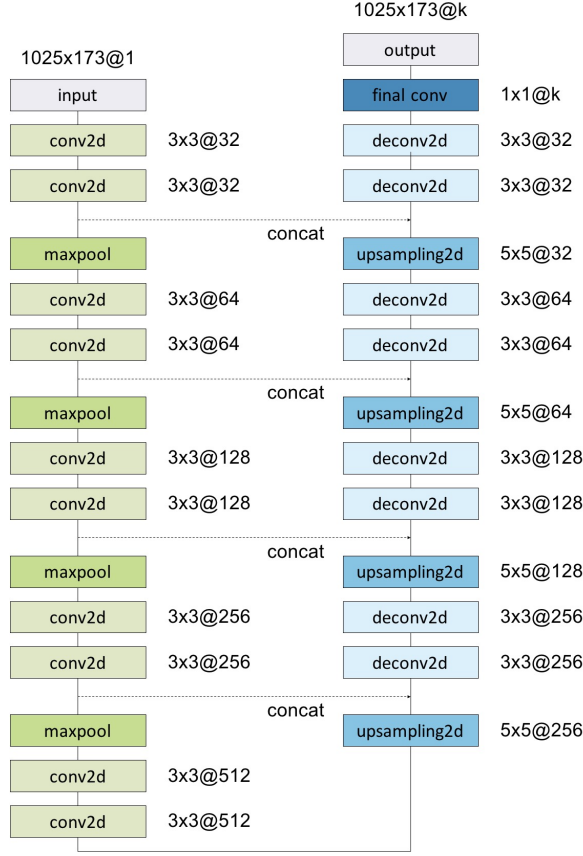 1025x173@1
input
conv2d 3x3@32
conv2d 3x3@32
concat
maxpool
conv2d 3x3@64
conv2d 3x3@64
concat
maxpool
conv2d 3x3@128
conv2d 3x3@128
concat
maxpool
conv2d 3x3@256
conv2d 3x3@256
concat
maxpool
conv2d 3x3@512
conv2d 3x3@512
1025x173@k
output
final conv 1x1@k
deconv2d 3x3@32
deconv2d 3x3@32
upsampling2d 5x5@32
deconv2d 3x3@64
deconv2d 3x3@64
upsampling2d 5x5@64
deconv2d 3x3@128
deconv2d 3x3@128
upsampling2d 5x5@128
deconv2d 3x3@256
deconv2d 3x3@256
upsampling2d 5x5@256